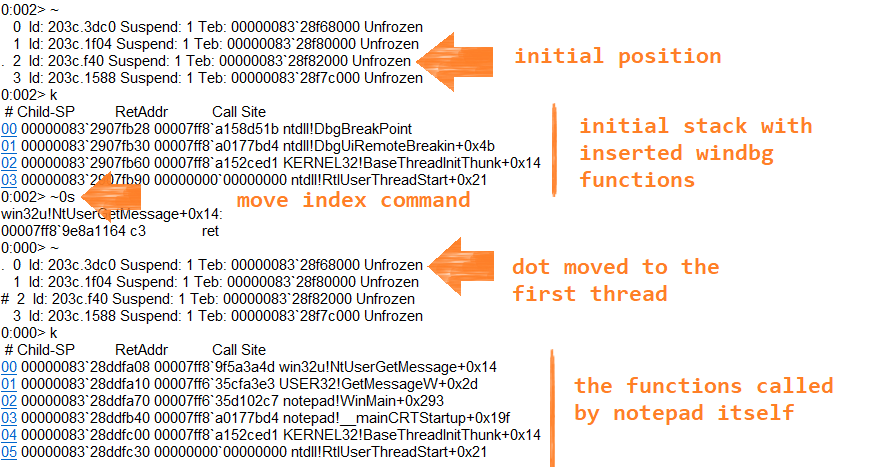 0:002> ~
0 Id: 203c.3dc0 Suspend: 1 Teb: 00000083`28f68000 Unfrozen
1 Id: 203c.1f04 Suspend: 1 Teb: 00000083`28f80000 Unfrozen
. 2 Id: 203c.f40 Suspend: 1 Teb: 00000083`28f82000 Unfrozen
3 Id: 203c.1588 Suspend: 1 Teb: 00000083`28f7c000 Unfrozen
initial position
0:002> k
# Child-SP RetAddr Call Site
00 00000083`2907fb28 00007ff8`a158d51b ntdll!DbgBreakPoint
01 00000083`2907fb30 00007ff8`a0177bd4 ntdll!DbgUiRemoteBreakin+0x4b
02 00000083`2907fb60 00007ff8`a152ced1 KERNEL32!BaseThreadInitThunk+0x14
03 00000083`2907fb90 00000000`00000000 ntdll!RtlUserThreadStart+0x21
initial stack with
inserted windbg
functions
0:002> ~0s
move index command
win32u!NtUserGetMessage+0x14:
00007ff8`9e8a1164 c3 ret
0:000> ~
. 0 Id: 203c.3dc0 Suspend: 1 Teb: 00000083`28f68000 Unfrozen
1 Id: 203c.1f04 Suspend: 1 Teb: 00000083`28f80000 Unfrozen
# 2 Id: 203c.f40 Suspend: 1 Teb: 00000083`28f82000 Unfrozen
3 Id: 203c.1588 Suspend: 1 Teb: 00000083`28f7c000 Unfrozen
dot moved to the
first thread
0:000> k
# Child-SP RetAddr Call Site
00 00000083`28ddfa08 00007ff8`9f5a3a4d win32u!NtUserGetMessage+0x14
01 00000083`28ddfa10 00007ff6`35cfa3e3 USER32!GetMessageW+0x2d
02 00000083`28ddfa70 00007ff6`35d102c7 notepad!WinMain+0x293
03 00000083`28ddfb40 00007ff8`a0177bd4 notepad!__mainCRTStartup+0x19f
04 00000083`28ddfc00 00007ff8`a152ced1 KERNEL32!BaseThreadInitThunk+0x14
05 00000083`28ddfc30 00000000`00000000 ntdll!RtlUserThreadStart+0x21
the functions called
by notepad itself